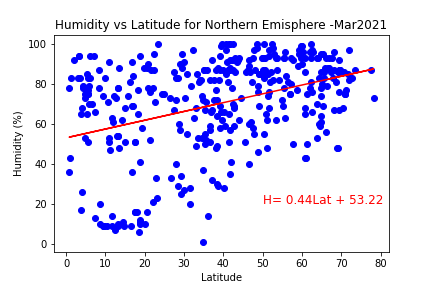 Humidity vs Latitude for Northern Emisphere -Mar2021
Humidity (%)
100
80
60
40
20
0
H= 0.44Lat + 53.22
0 10 20 30 40 50 60 70 80
Latitude